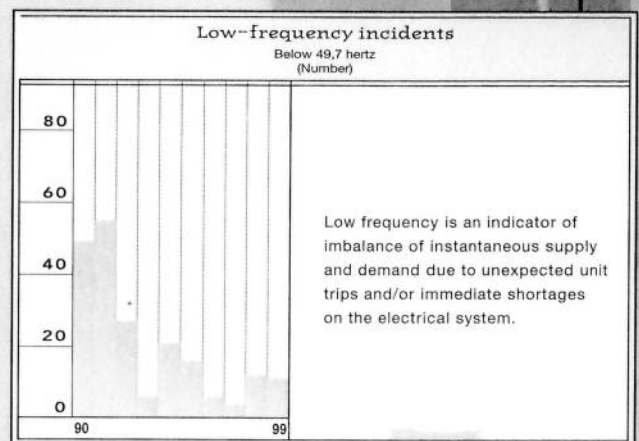 Low-frequency incidents
Below 49,7 hertz
(Number)
80
60
40
20
0
90
99
Low frequency is an indicator of
imbalance of instantaneous supply
and demand due to unexpected unit
trips and/or immediate shortages
on the electrical system.